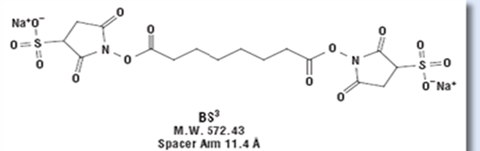 Na⁺O⁻ O O O O
O S N O O N S O
O O O O O⁻Na⁺
BS³
M.W. 572.43
Spacer Arm 11.4 Å